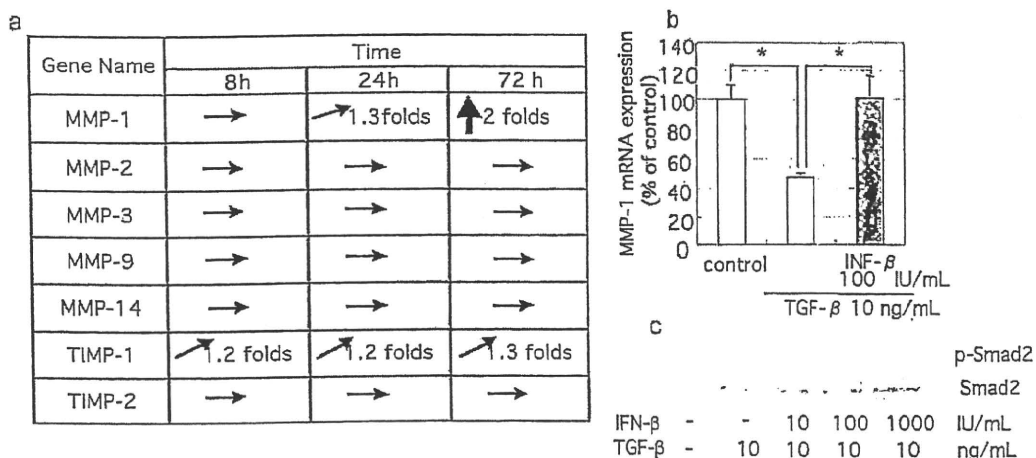 a
Gene Name Time
8h 24h 72 h
MMP-1 → ↗ 1.3folds ↑ 2 folds
MMP-2 → → →
MMP-3 → → →
MMP-9 → → →
MMP-14 → → →
TIMP-1 ↗ 1.2 folds ↗ 1.2 folds ↗ 1.3 folds
TIMP-2 → → →
b
MMP-1 mRNA expression
(% of control)
140
120
100
80
60
40
20
0
* *
control INF-β
100 IU/mL
TGF-β 10 ng/mL
c
p-Smad2
Smad2
IFN-β - - 10 100 1000 IU/mL
TGF-β - 10 10 10 10 ng/mL